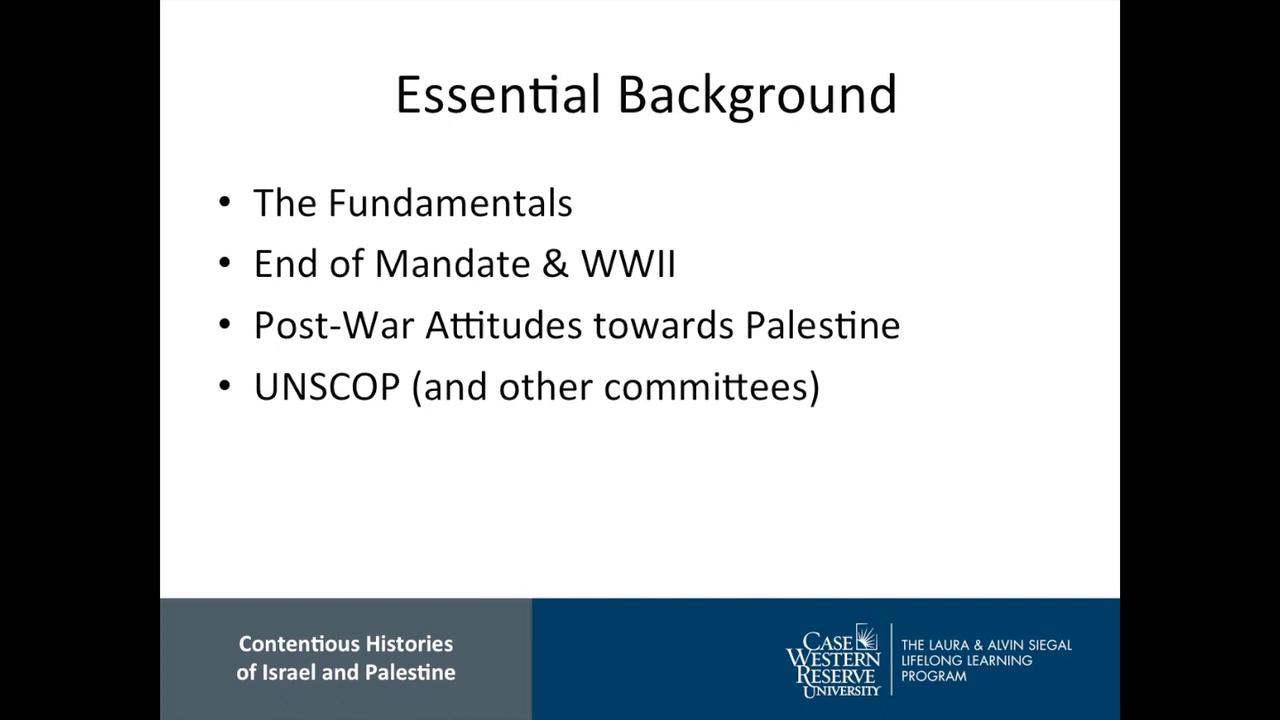 Essential Background
• The Fundamentals
• End of Mandate & WWII
• Post-War Attitudes towards Palestine
• UNSCOP (and other committees)
Contentious Histories
of Israel and Palestine
CASE
WESTERN
RESERVE
UNIVERSITY
THE LAURA & ALVIN SIEGAL
LIFELONG LEARNING
PROGRAM